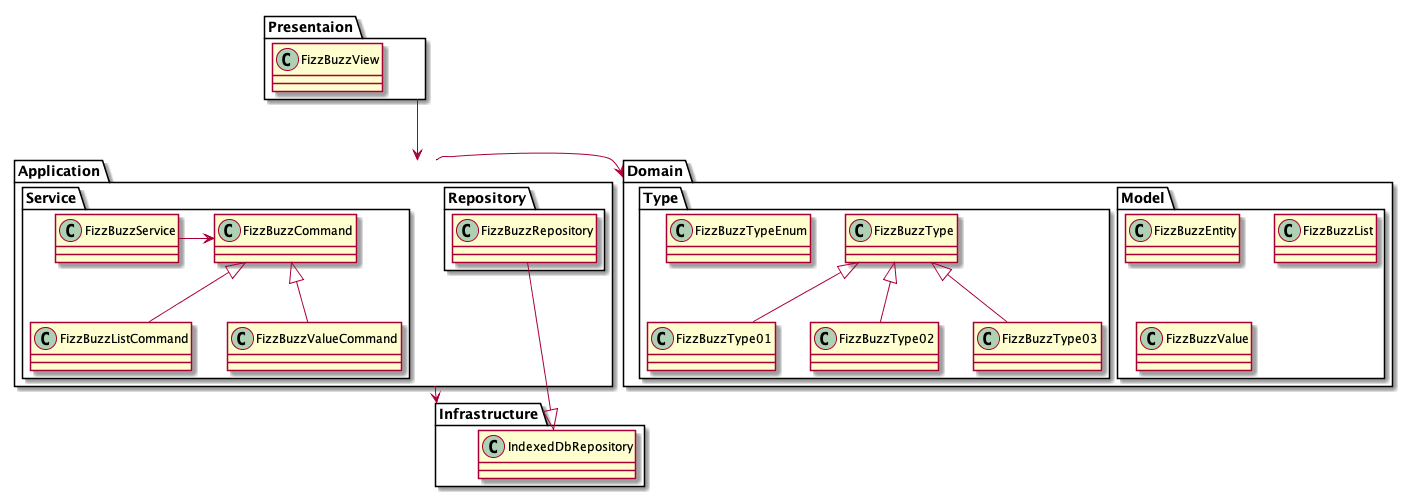 Presentaion
C FizzBuzzView
Application
Domain
Service
Repository
Type
Model
C FizzBuzzService
C FizzBuzzCommand
C FizzBuzzRepository
C FizzBuzzTypeEnum
C FizzBuzzType
C FizzBuzzEntity
C FizzBuzzList
C FizzBuzzListCommand
C FizzBuzzValueCommand
C FizzBuzzType01
C FizzBuzzType02
C FizzBuzzType03
C FizzBuzzValue
Infrastructure
C IndexedDbRepository